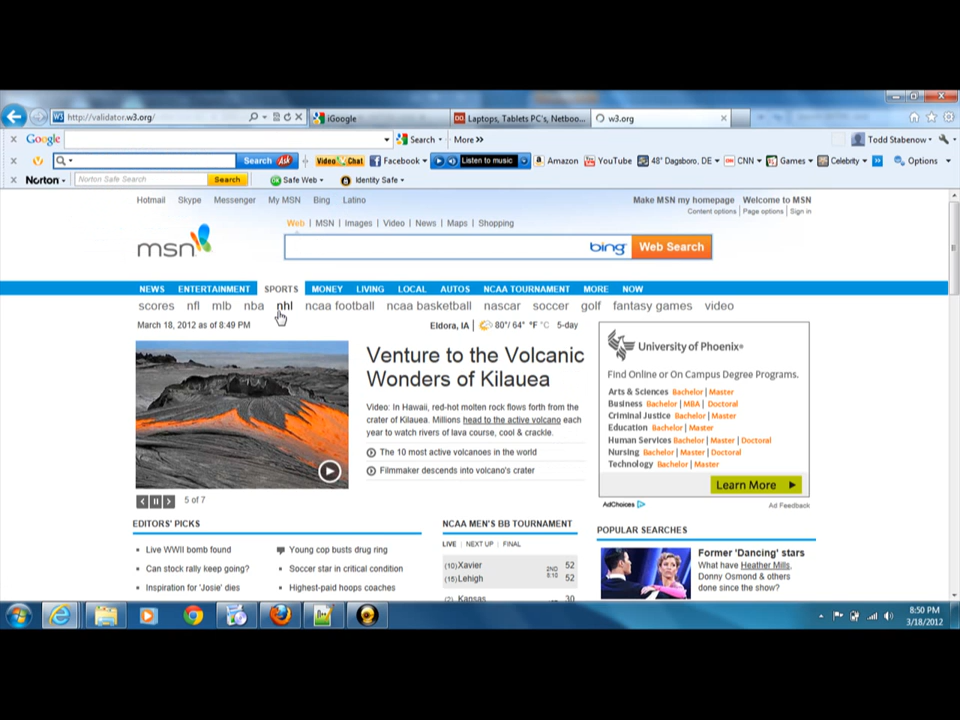 http://validator.w3.org/
iGoogle
Laptops, Tablets PC's, Netboo...
w3.org
x Google Search More >> Todd Stabenow
x Search Ask Video Chat Facebook Listen to music Amazon YouTube 48° Dagsboro, DE CNN Games Celebrity >> Options
x Norton Norton Safe Search Search Safe Web Identity Safe
Hotmail Skype Messenger My MSN Bing Latino
Make MSN my homepage Welcome to MSN
Content options | Page options | Sign in
Web | MSN | Images | Video | News | Maps | Shopping
msn
bing Web Search
NEWS ENTERTAINMENT SPORTS MONEY LIVING LOCAL AUTOS NCAA TOURNAMENT MORE NOW
scores nfl mlb nba nhl ncaa football ncaa basketball nascar soccer golf fantasy games video
March 18, 2012 as of 8:49 PM
Eldora, IA | 80°/ 64° °F °C 5-day
Venture to the Volcanic
Wonders of Kilauea
Video: In Hawaii, red-hot molten rock flows forth from the
crater of Kilauea. Millions head to the active volcano each
year to watch rivers of lava course, cool & crackle.
The 10 most active volcanoes in the world
Filmmaker descends into volcano's crater
5 of 7
University of Phoenix®
Find Online or On Campus Degree Programs.
Arts & Sciences Bachelor | Master
Business Bachelor | MBA | Doctoral
Criminal Justice Bachelor | Master
Education Bachelor | Master
Human Services Bachelor | Master | Doctoral
Nursing Bachelor | Master | Doctoral
Technology Bachelor | Master
Learn More
AdChoices
Ad Feedback
EDITORS' PICKS
Live WWII bomb found
Can stock rally keep going?
Inspiration for 'Josie' dies
Young cop busts drug ring
Soccer star in critical condition
Highest-paid hoops coaches
NCAA MEN'S BB TOURNAMENT
LIVE | NEXT UP | FINAL
(10)Xavier 52
2ND
8:10
(15)Lehigh 52
(2) Kansas 30
POPULAR SEARCHES
Former 'Dancing' stars
What have Heather Mills,
Donny Osmond & others
done since the show?
8:50 PM
3/18/2012